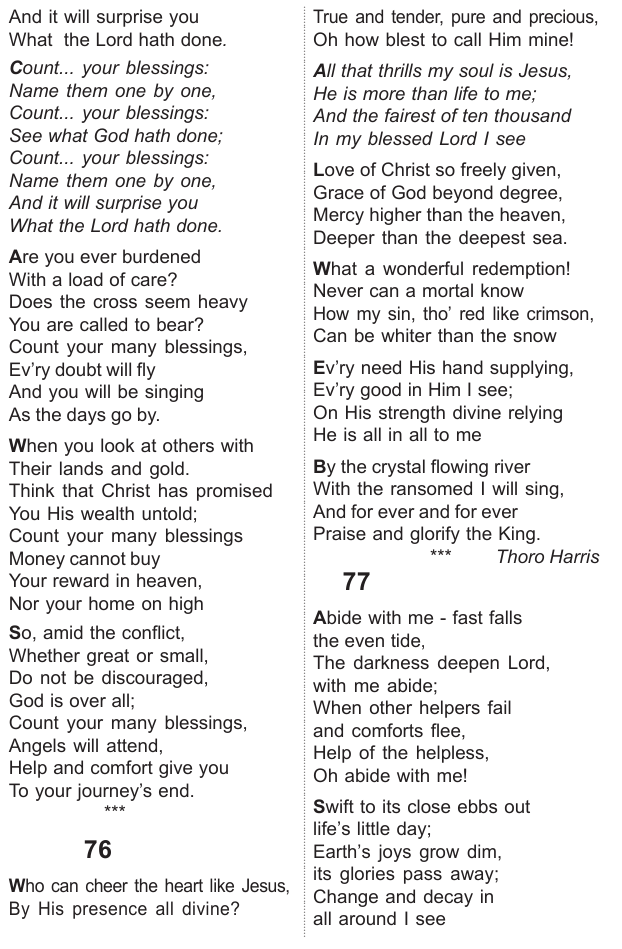 And it will surprise you
What the Lord hath done.
Count... your blessings:
Name them one by one,
Count... your blessings:
See what God hath done;
Count... your blessings:
Name them one by one,
And it will surprise you
What the Lord hath done.
Are you ever burdened
With a load of care?
Does the cross seem heavy
You are called to bear?
Count your many blessings,
Ev'ry doubt will fly
And you will be singing
As the days go by.
When you look at others with
Their lands and gold.
Think that Christ has promised
You His wealth untold;
Count your many blessings
Money cannot buy
Your reward in heaven,
Nor your home on high
So, amid the conflict,
Whether great or small,
Do not be discouraged,
God is over all;
Count your many blessings,
Angels will attend,
Help and comfort give you
To your journey's end.
***
76
Who can cheer the heart like Jesus,
By His presence all divine?
True and tender, pure and precious,
Oh how blest to call Him mine!
All that thrills my soul is Jesus,
He is more than life to me;
And the fairest of ten thousand
In my blessed Lord I see
Love of Christ so freely given,
Grace of God beyond degree,
Mercy higher than the heaven,
Deeper than the deepest sea.
What a wonderful redemption!
Never can a mortal know
How my sin, tho' red like crimson,
Can be whiter than the snow
Ev'ry need His hand supplying,
Ev'ry good in Him I see;
On His strength divine relying
He is all in all to me
By the crystal flowing river
With the ransomed I will sing,
And for ever and for ever
Praise and glorify the King.
*** Thoro Harris
77
Abide with me - fast falls
the even tide,
The darkness deepen Lord,
with me abide;
When other helpers fail
and comforts flee,
Help of the helpless,
Oh abide with me!
Swift to its close ebbs out
life's little day;
Earth's joys grow dim,
its glories pass away;
Change and decay in
all around I see